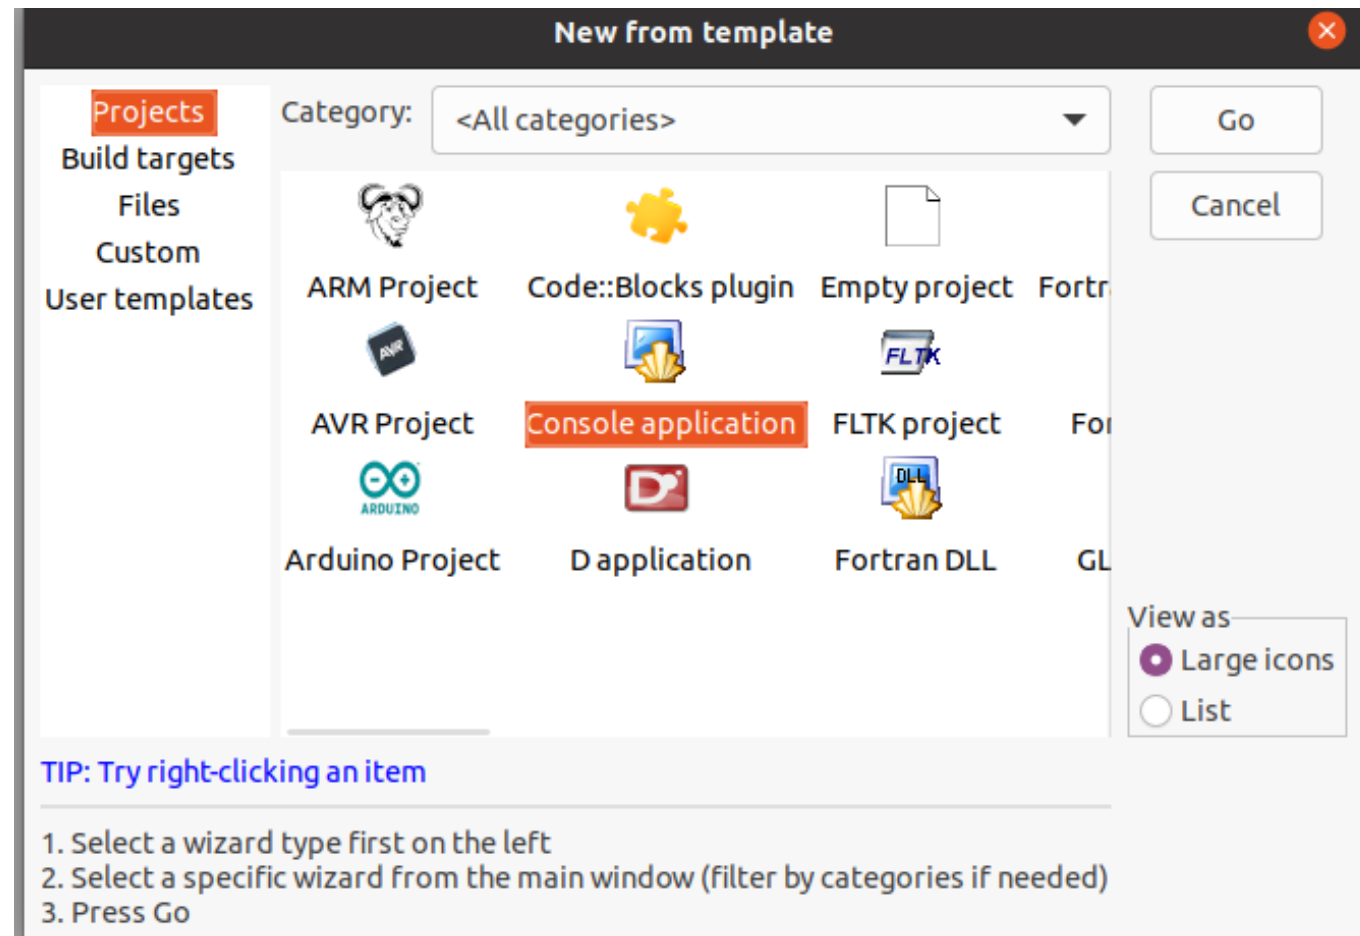 New from template
Projects
Build targets
Files
Custom
User templates
Category:
<All categories>
Go
Cancel
ARM Project
Code::Blocks plugin
Empty project
Fortr
AVR
AVR Project
Console application
FLTK
FLTK project
For
ARDUINO
Arduino Project
D
D application
DLL
Fortran DLL
GL
View as
Large icons
List
TIP: Try right-clicking an item
1. Select a wizard type first on the left
2. Select a specific wizard from the main window (filter by categories if needed)
3. Press Go